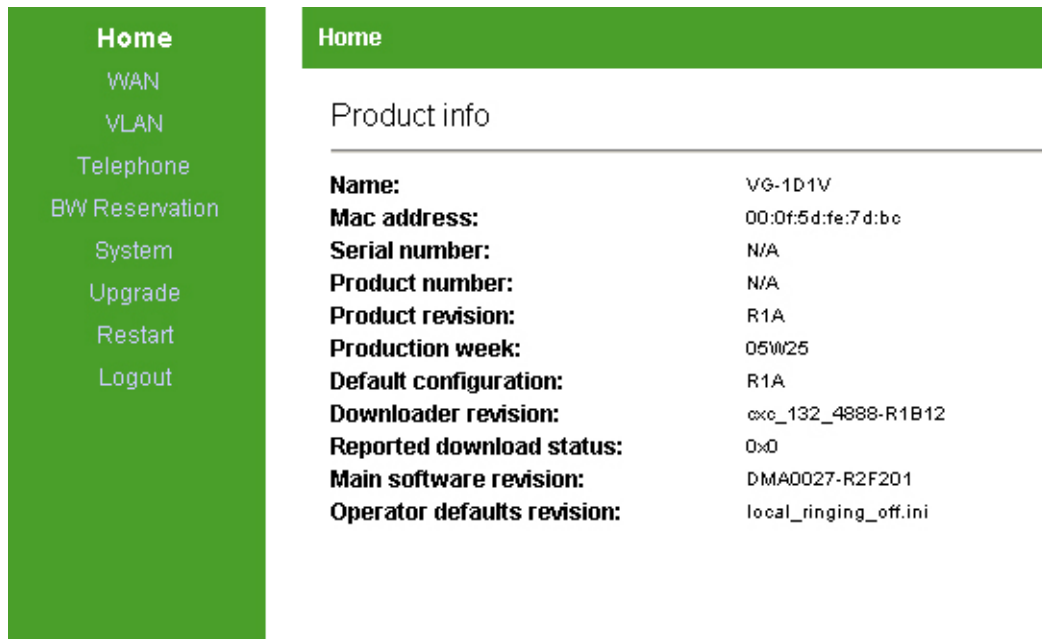 Home
WAN
VLAN
Telephone
BW Reservation
System
Upgrade
Restart
Logout
Home
Product info
Name: VG-1D1V
Mac address: 00:0f:5d:fe:7d:bc
Serial number: N/A
Product number: N/A
Product revision: R1A
Production week: 05W25
Default configuration: R1A
Downloader revision: cxc_132_4888-R1B12
Reported download status: 0x0
Main software revision: DMA0027-R2F201
Operator defaults revision: local_ringing_off.ini